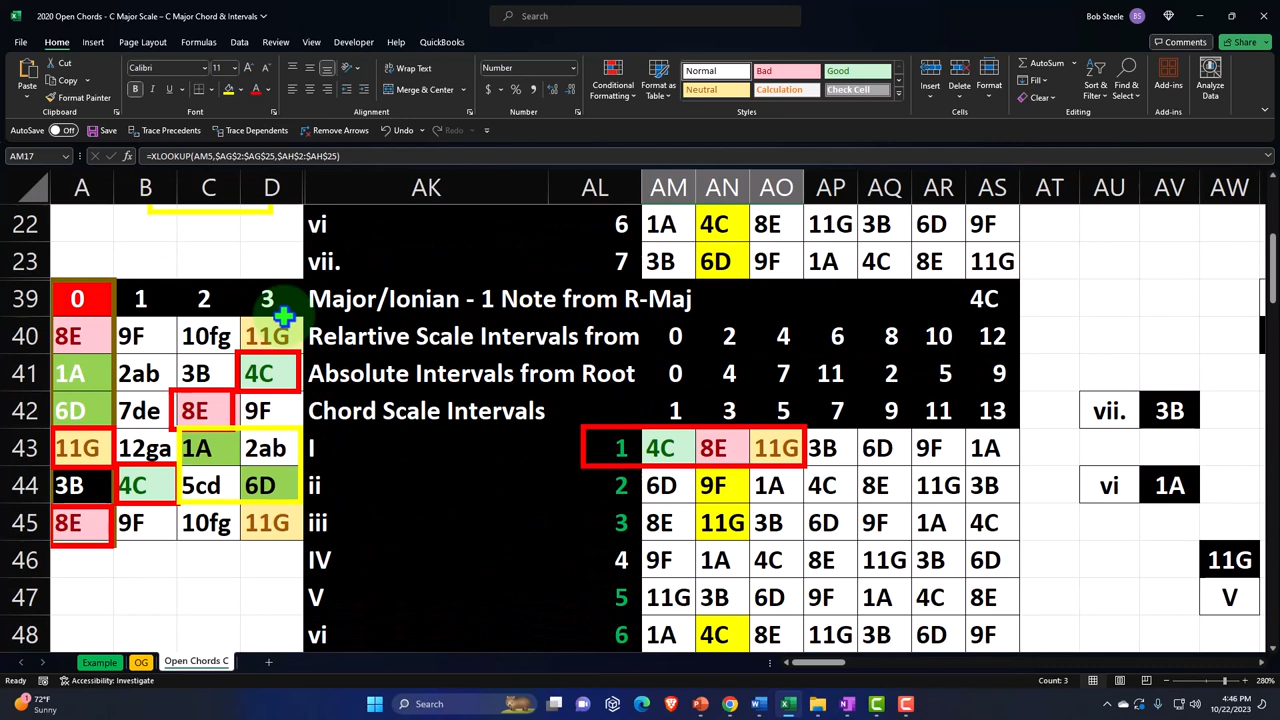 2020 Open Chords - C Major Scale – C Major Chord & Intervals
Search
Bob Steele BS
File Home Insert Page Layout Formulas Data Review View Developer Help QuickBooks
Comments Share
Cut
Copy
Format Painter
Paste
Clipboard
Calibri 11
Font
Wrap Text
Merge & Center
Alignment
Number
Number
Conditional Formatting
Format as Table
Normal Bad Good
Neutral Calculation Check Cell
Styles
Insert Delete Format
Cells
AutoSum
Fill
Clear
Sort & Filter
Find & Select
Editing
Add-ins
Add-ins
Analyze Data
AutoSave Off Save Trace Precedents Trace Dependents Remove Arrows Undo Redo
AM17 =XLOOKUP(AM5,$AG$2:$AG$25,$AH$2:$AH$25)
A B C D AK AL AM AN AO AP AQ AR AS AT AU AV AW
22 vi 6 1A 4C 8E 11G 3B 6D 9F
23 vii. 7 3B 6D 9F 1A 4C 8E 11G
39 0 1 2 3 Major/Ionian - 1 Note from R-Maj 4C
40 8E 9F 10fg 11G Relartive Scale Intervals from 0 2 4 6 8 10 12
41 1A 2ab 3B 4C Absolute Intervals from Root 0 4 7 11 2 5 9
42 6D 7de 8E 9F Chord Scale Intervals 1 3 5 7 9 11 13 vii. 3B
43 11G 12ga 1A 2ab I 1 4C 8E 11G 3B 6D 9F 1A
44 3B 4C 5cd 6D ii 2 6D 9F 1A 4C 8E 11G 3B vi 1A
45 8E 9F 10fg 11G iii 3 8E 11G 3B 6D 9F 1A 4C
46 IV 4 9F 1A 4C 8E 11G 3B 6D 11G
47 V 5 11G 3B 6D 9F 1A 4C 8E V
48 vi 6 1A 4C 8E 11G 3B 6D 9F
Example OG Open Chords C
Ready Accessibility: Investigate Count: 3 280%
72°F
Sunny
Search
4:46 PM
10/22/2023